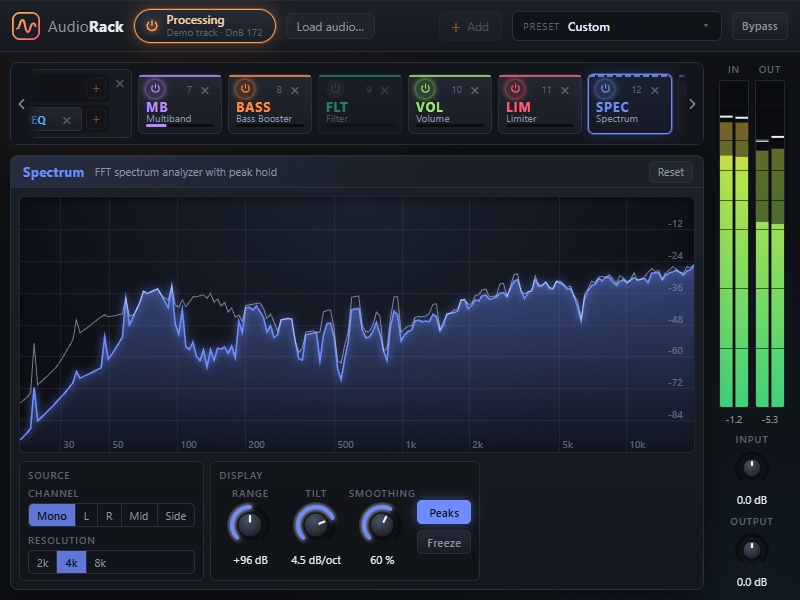 AudioRack
Processing
Demo track · DnB 172
Load audio...
+ Add
PRESET Custom
Bypass
EQ
7
MB
Multiband
8
BASS
Bass Booster
9
FLT
Filter
10
VOL
Volume
11
LIM
Limiter
12
SPEC
Spectrum
IN OUT
Spectrum FFT spectrum analyzer with peak hold
Reset
-12
-24
-36
-48
-60
-72
-84
30 50 100 200 500 1k 2k 5k 10k
-1.2 -5.3
SOURCE
CHANNEL
Mono L R Mid Side
RESOLUTION
2k 4k 8k
DISPLAY
RANGE TILT SMOOTHING
+96 dB 4.5 dB/oct 60 %
Peaks
Freeze
INPUT
0.0 dB
OUTPUT
0.0 dB